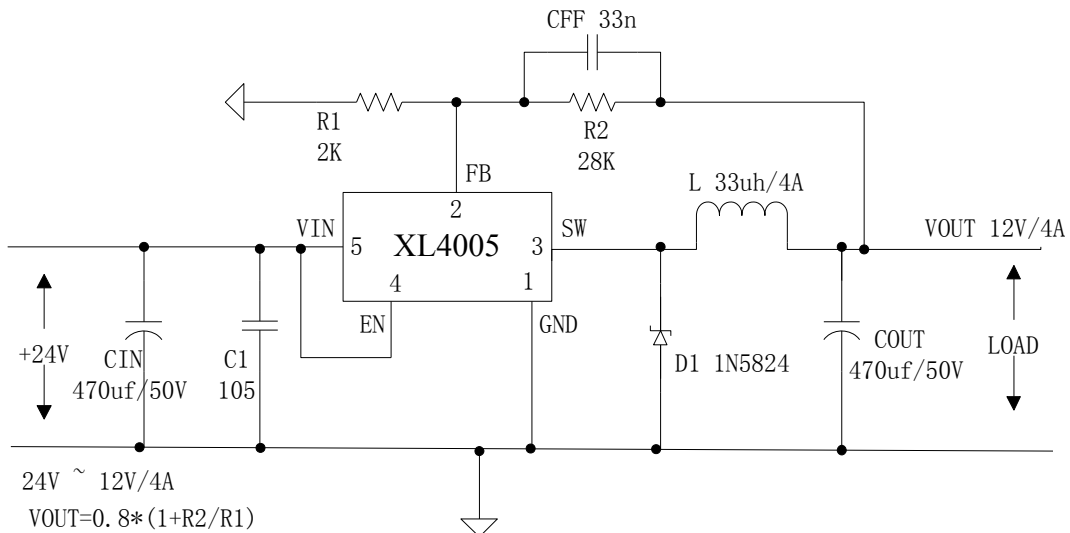 CFF 33n
R1
2K
R2
28K
FB
L 33uh/4A
VIN
2
SW
VOUT 12V/4A
5
XL4005
3
4
1
EN
GND
+24V
CIN
470uf/50V
C1
105
D1 1N5824
COUT
470uf/50V
LOAD
24V ~ 12V/4A
VOUT=0.8*(1+R2/R1)